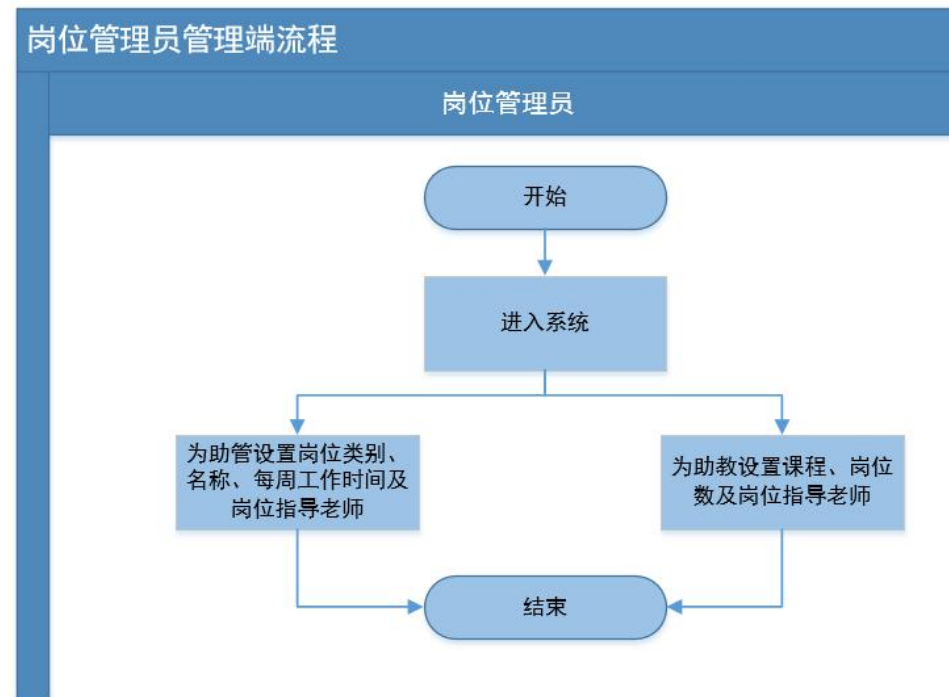 岗位管理员管理端流程
岗位管理员
开始
进入系统
为助管设置岗位类别、
名称、每周工作时间及
岗位指导老师
为助教设置课程、岗位
数及岗位指导老师
结束